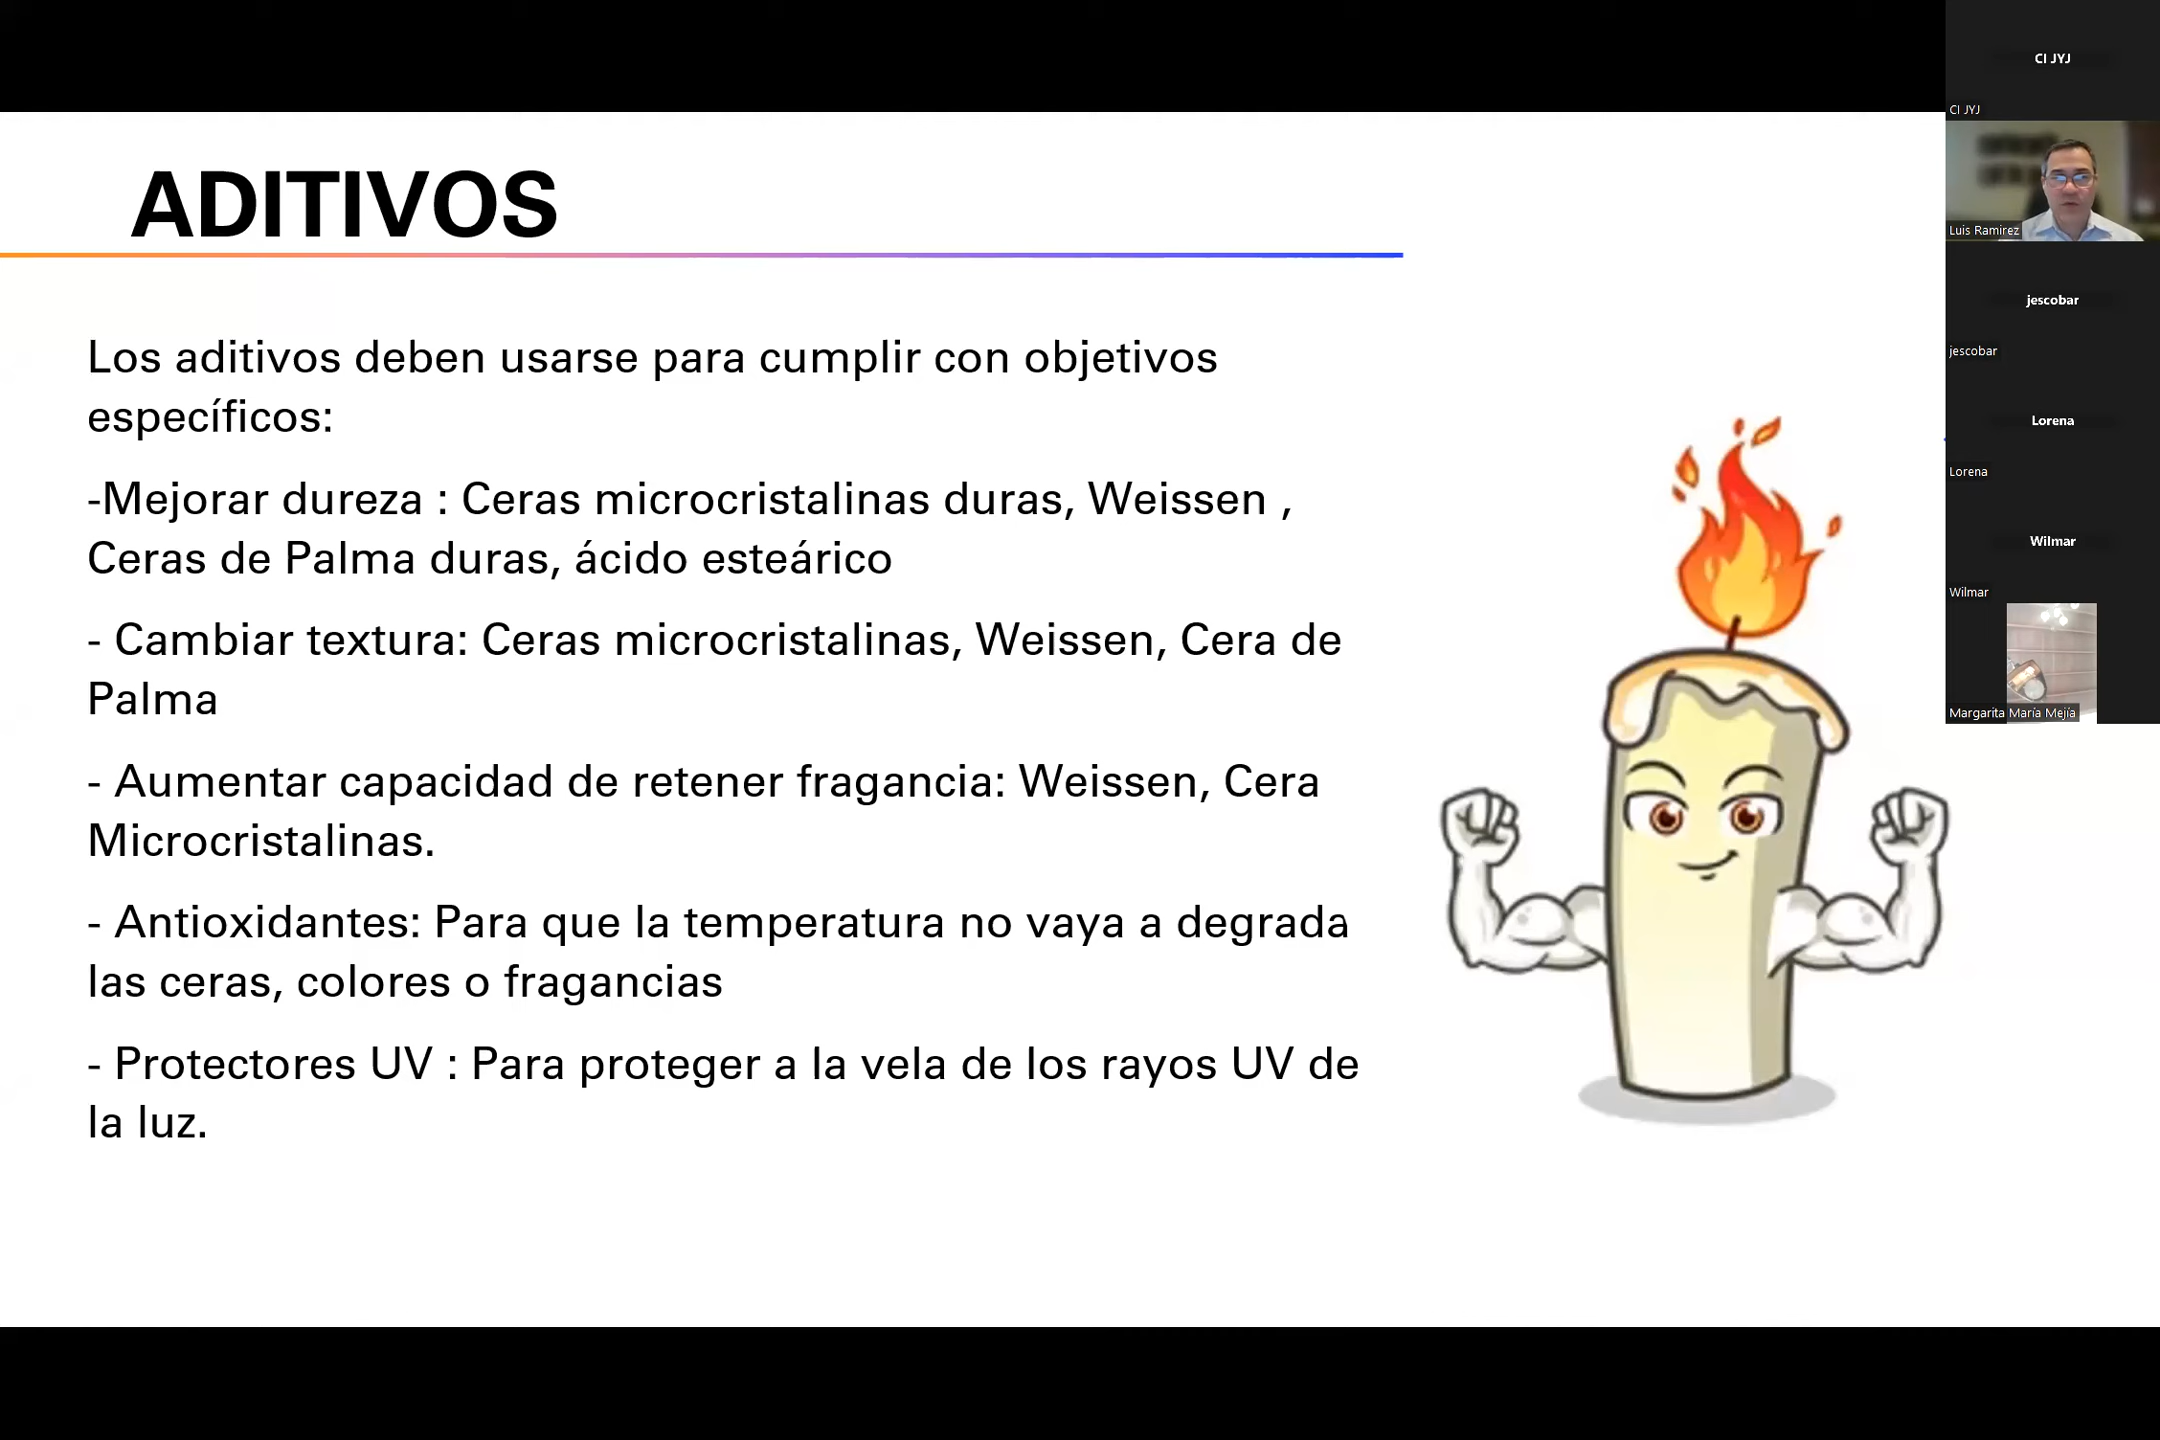 ADITIVOS
Los aditivos deben usarse para cumplir con objetivos
específicos:
-Mejorar dureza : Ceras microcristalinas duras, Weissen ,
Ceras de Palma duras, ácido esteárico
- Cambiar textura: Ceras microcristalinas, Weissen, Cera de
Palma
- Aumentar capacidad de retener fragancia: Weissen, Cera
Microcristalinas.
- Antioxidantes: Para que la temperatura no vaya a degrada
las ceras, colores o fragancias
- Protectores UV : Para proteger a la vela de los rayos UV de
la luz.
CI JYJ
CI JYJ
Luis Ramirez
jescobar
jescobar
Lorena
Lorena
Wilmar
Wilmar
Margarita María Mejía